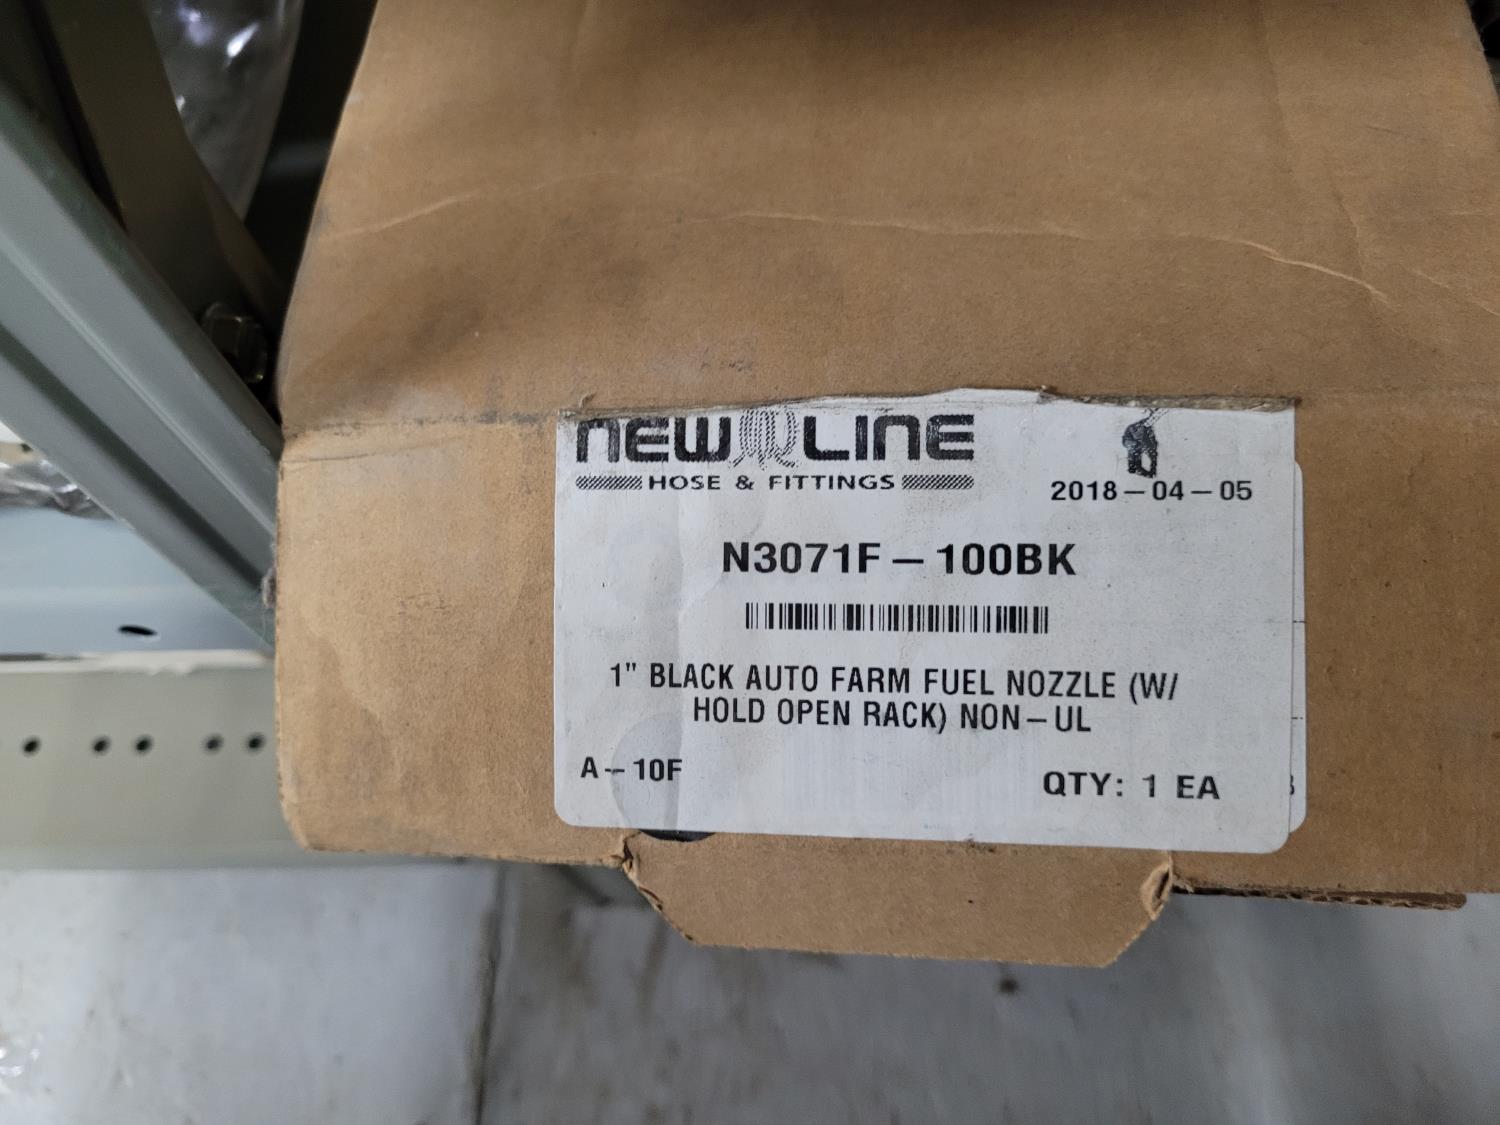 NEW LINE
HOSE & FITTINGS
2018-04-05
N3071F-100BK
1" BLACK AUTO FARM FUEL NOZZLE (W/
HOLD OPEN RACK) NON-UL
A-10F
QTY: 1 EA